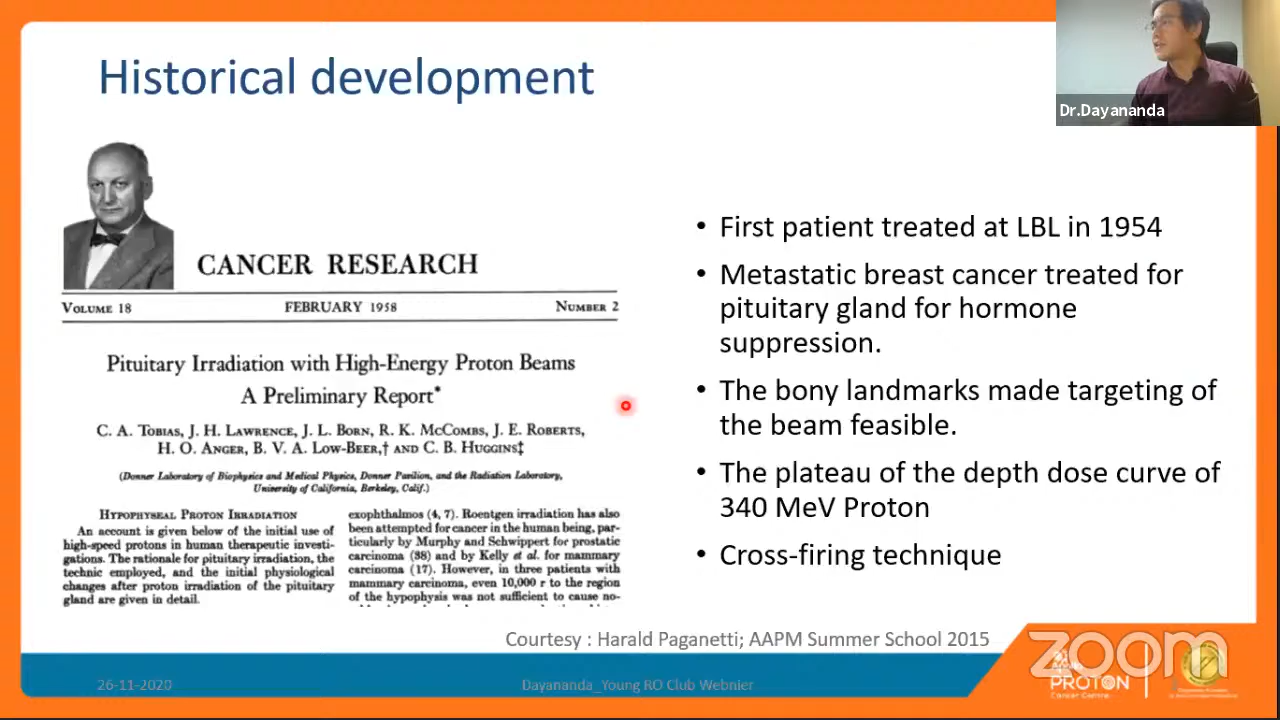 Historical development
Dr.Dayananda
CANCER RESEARCH
VOLUME 18 FEBRUARY 1958 NUMBER 2
Pituitary Irradiation with High-Energy Proton Beams
A Preliminary Report*
C. A. TOBIAS, J. H. LAWRENCE, J. L. BORN, R. K. MCCOMBS, J. E. ROBERTS,
H. O. ANGER, B. V. A. LOW-BEER,† AND C. B. HUGGINS‡
(Donner Laboratory of Biophysics and Medical Physics, Donner Pavilion, and the Radiation Laboratory,
University of California, Berkeley, Calif.)
HYPOPHYSEAL PROTON IRRADIATION
An account is given below of the initial use of
high-speed protons in human therapeutic investi-
gations. The rationale for pituitary irradiation, the
technic employed, and the initial physiological
changes after proton irradiation of the pituitary
gland are given in detail.
exophthalmos (4, 7). Roentgen irradiation has also
been attempted for cancer in the human being, par-
ticularly by Murphy and Schwippert for prostatic
carcinoma (38) and by Kelly et al. for mammary
carcinoma (17). However, in three patients with
mammary carcinoma, even 10,000 r to the region
of the hypophysis was not sufficient to cause no-
• First patient treated at LBL in 1954
• Metastatic breast cancer treated for
pituitary gland for hormone
suppression.
• The bony landmarks made targeting of
the beam feasible.
• The plateau of the depth dose curve of
340 MeV Proton
• Cross-firing technique
Courtesy : Harald Paganetti; AAPM Summer School 2015
26-11-2020
Dayananda_Young RO Club Webnier
zoom
PROTON
Cancer Centre